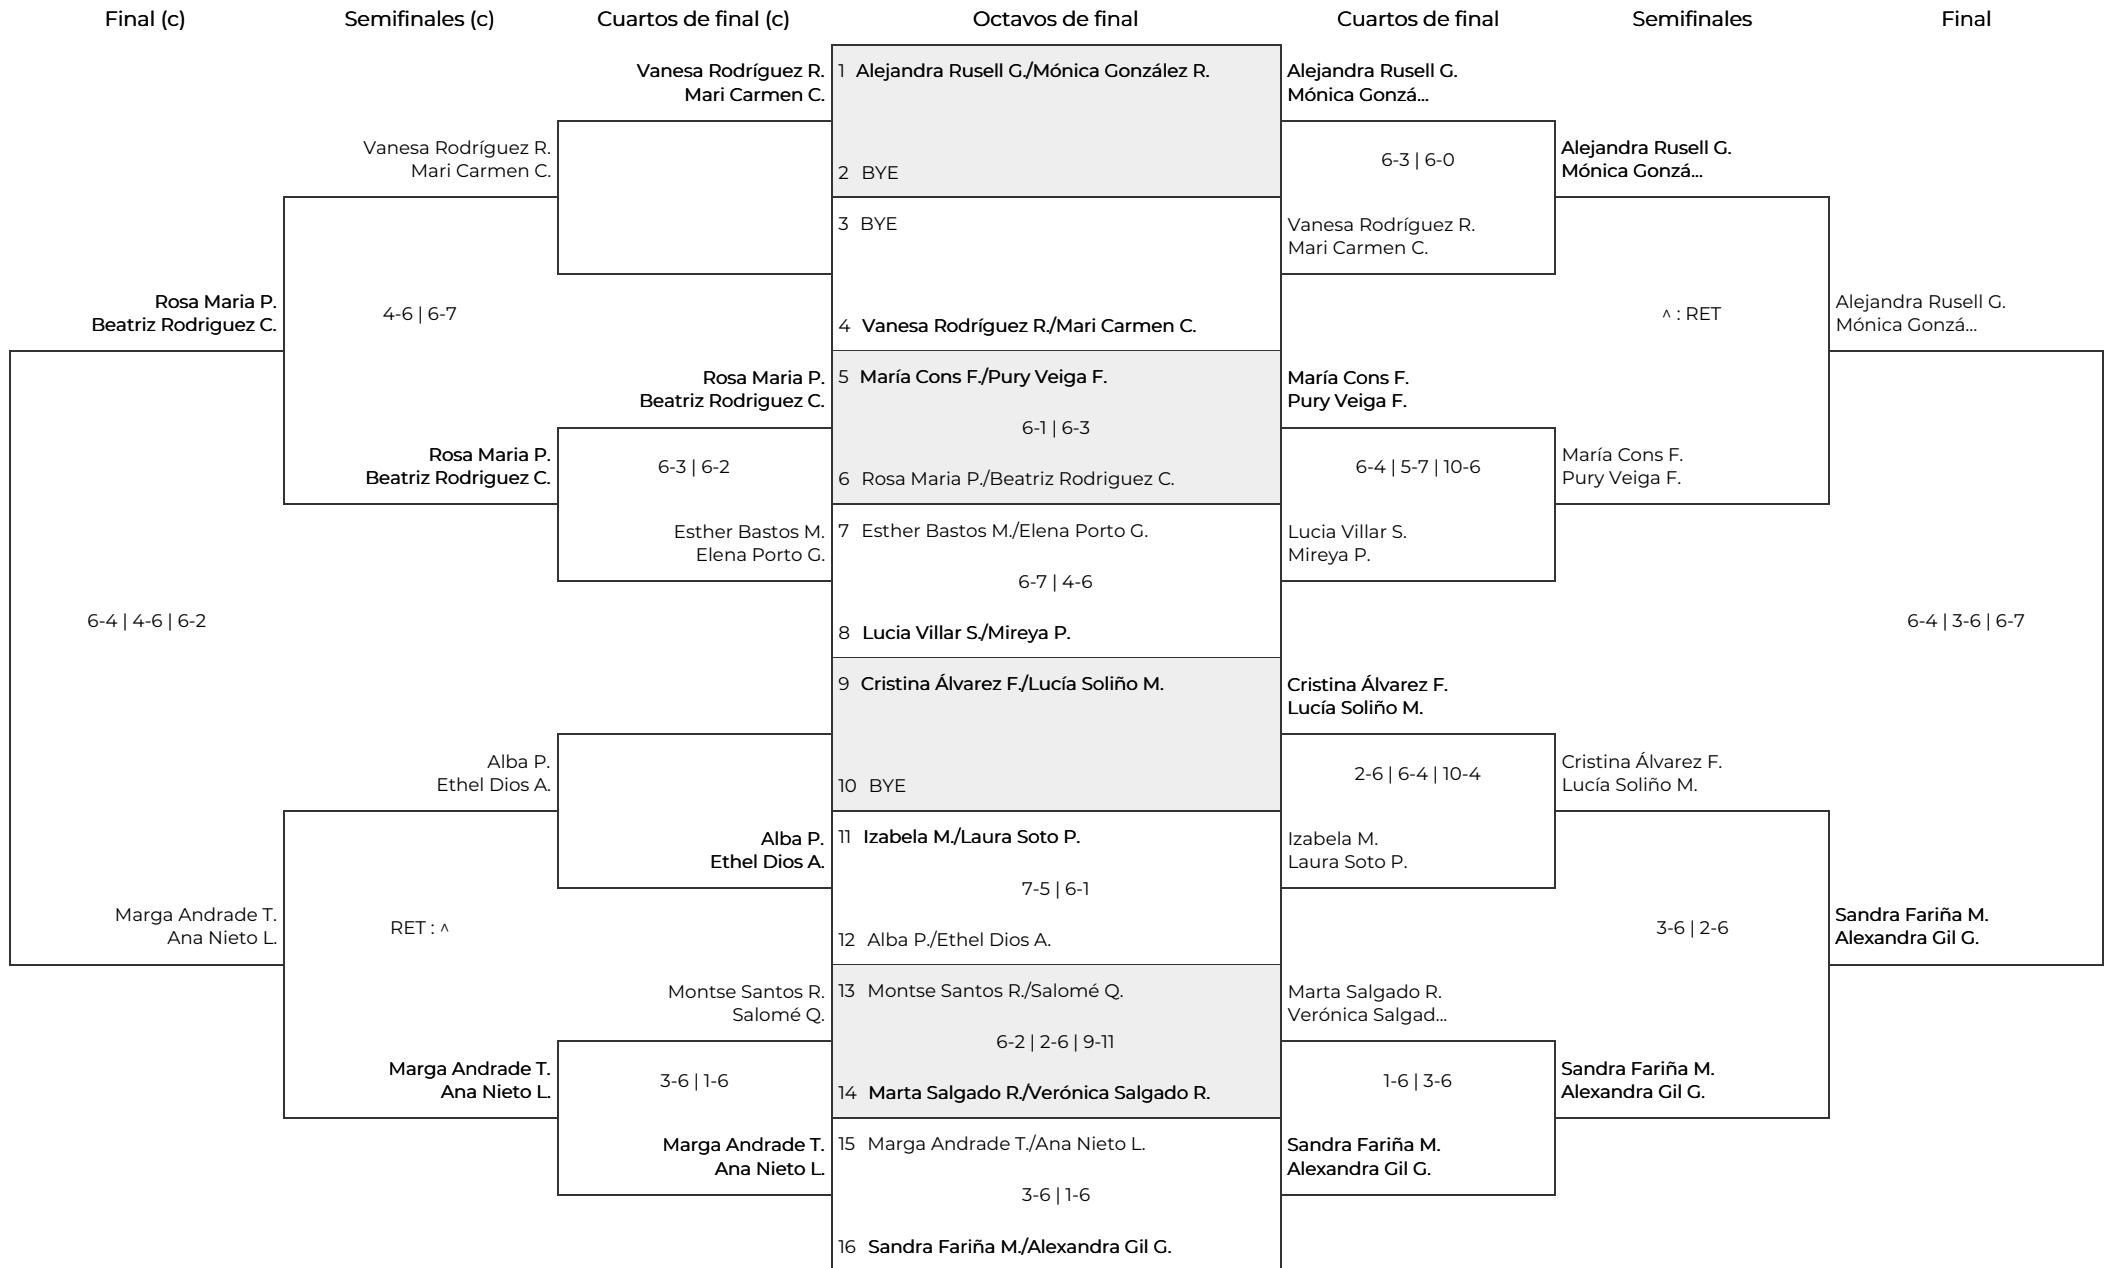 Final (c)
Semifinales (c)
Cuartos de final (c)
Octavos de final
Cuartos de final
Semifinales
Final
Rosa Maria P.
Beatriz Rodriguez C.
6-4 | 4-6 | 6-2
Marga Andrade T.
Ana Nieto L.
Vanesa Rodríguez R.
Mari Carmen C.
4-6 | 6-7
Rosa Maria P.
Beatriz Rodriguez C.
Alba P.
Ethel Dios A.
RET : ^
Marga Andrade T.
Ana Nieto L.
Vanesa Rodríguez R.
Mari Carmen C.
Rosa Maria P.
Beatriz Rodriguez C.
6-3 | 6-2
Esther Bastos M.
Elena Porto G.
Alba P.
Ethel Dios A.
Montse Santos R.
Salomé Q.
3-6 | 1-6
Marga Andrade T.
Ana Nieto L.
1 Alejandra Rusell G./Mónica González R.
2 BYE
3 BYE
4 Vanesa Rodríguez R./Mari Carmen C.
5 María Cons F./Pury Veiga F.
6-1 | 6-3
6 Rosa Maria P./Beatriz Rodriguez C.
7 Esther Bastos M./Elena Porto G.
6-7 | 4-6
8 Lucia Villar S./Mireya P.
9 Cristina Álvarez F./Lucía Soliño M.
10 BYE
11 Izabela M./Laura Soto P.
7-5 | 6-1
12 Alba P./Ethel Dios A.
13 Montse Santos R./Salomé Q.
6-2 | 2-6 | 9-11
14 Marta Salgado R./Verónica Salgado R.
15 Marga Andrade T./Ana Nieto L.
3-6 | 1-6
16 Sandra Fariña M./Alexandra Gil G.
Alejandra Rusell G.
Mónica Gonzá...
6-3 | 6-0
Vanesa Rodríguez R.
Mari Carmen C.
María Cons F.
Pury Veiga F.
6-4 | 5-7 | 10-6
Lucia Villar S.
Mireya P.
Cristina Álvarez F.
Lucía Soliño M.
2-6 | 6-4 | 10-4
Izabela M.
Laura Soto P.
Marta Salgado R.
Verónica Salgad...
1-6 | 3-6
Sandra Fariña M.
Alexandra Gil G.
Alejandra Rusell G.
Mónica Gonzá...
^ : RET
María Cons F.
Pury Veiga F.
Cristina Álvarez F.
Lucía Soliño M.
3-6 | 2-6
Sandra Fariña M.
Alexandra Gil G.
Alejandra Rusell G.
Mónica Gonzá...
6-4 | 3-6 | 6-7
Sandra Fariña M.
Alexandra Gil G.